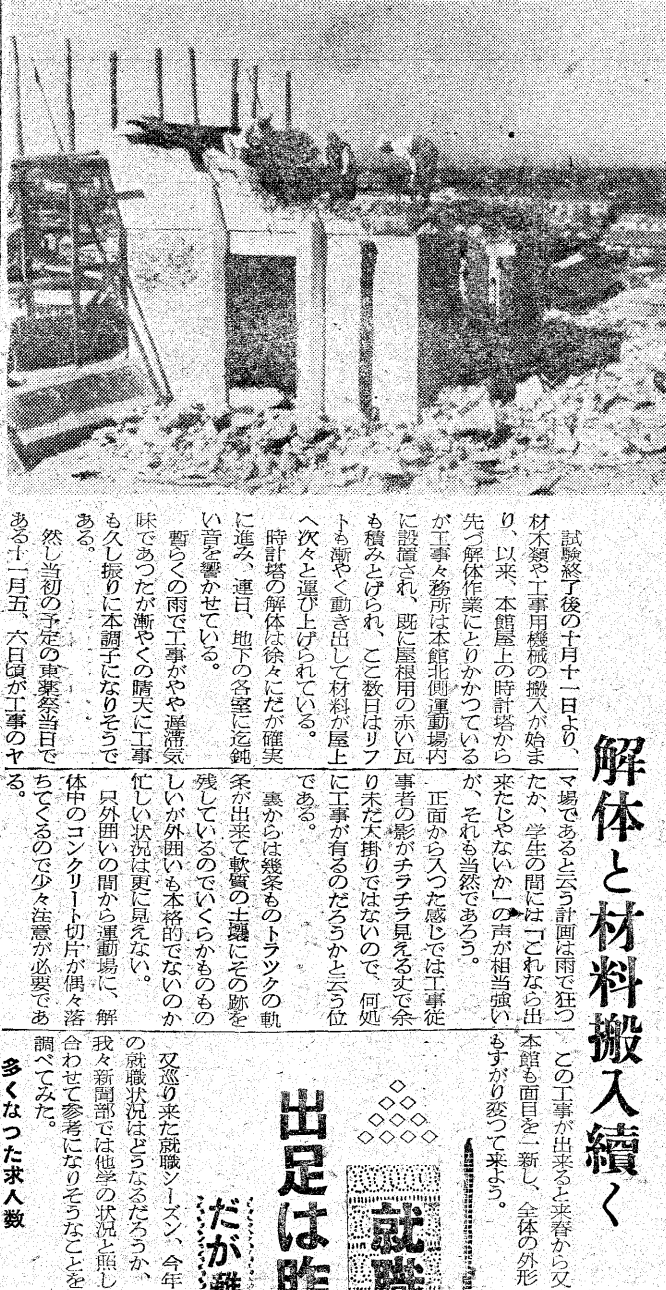 解体と材料搬入続く
試験終了後の十月十一日より、
材木類や工事用機械の搬入が始ま
り、以来、本館屋上の時計塔から
先づ解体作業にとりかかつている
が工事々務所は本館北側運動場内
に設置され、既に屋根用の赤い瓦
も積みとげられ、ここ数日はリフ
トも漸やく動き出して材料が屋上
へ次々と運び上げられている。
時計塔の解体は徐々にだが確実
に進み、連日、地下の各室に迄鈍
い音を響かせている。
暫らくの雨で工事がやや遅滞気
味であつたが漸やくの晴天に工事
も久し振りに本調子になりそうで
ある。
然し当初の予定の東薬祭当日で
ある十一月五、六日頃が工事のヤ
マ場であると云う計画は雨で狂つ
たか、学生の間には「これなら出
来たじやないか」の声が相当強い
が、それも当然であろう。
正面から入つた感じでは工事従
事者の影がチラチラ見える丈で余
り未だ大掛りではないので、何処
に工事が有るのだろうかと云う位
である。
裏からは幾条ものトラツクの軌
条が出来て軟質の土壌にその跡を
残しているのでいくらかものもの
しいが外囲いも本格的でないのか
忙しい状況は更に見えない。
只外囲いの間から運動場に、解
体中のコンクリート切片が偶々落
ちてくるので少々注意が必要であ
る。
この工事が出来ると来春から又
本館も面目を一新し、全体の外形
もすがり変つて来よう。
就職
出足は昨
だが難
又巡り来た就職シーズン、今年
の就職状況はどうなるだろうか、
我々新聞部では他学の状況と照し
合わせて参考になりそうなことを
調べてみた。
多くなつた求人数